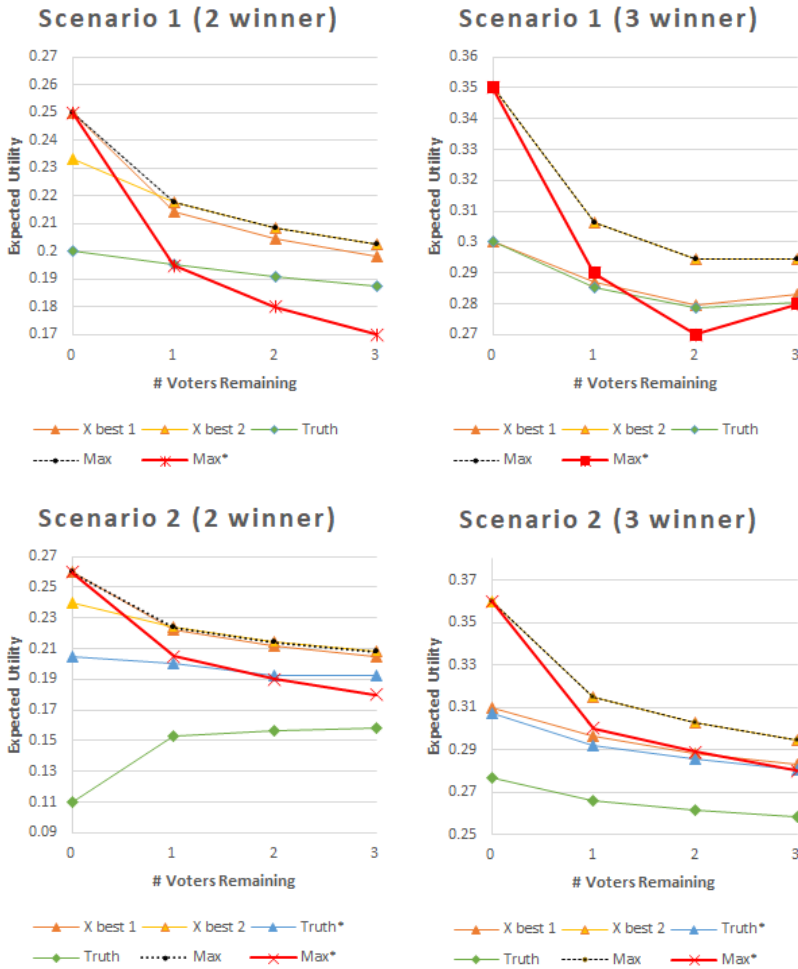 Scenario 1 (2 winner)
0.27
0.26
0.25
0.24
0.23
0.22
0.21
0.2
0.19
0.18
0.17
Expected Utility
0 1 2 3
# Voters Remaining
X best 1 X best 2 Truth
Max Max*
Scenario 1 (3 winner)
0.36
0.35
0.34
0.33
0.32
0.31
0.3
0.29
0.28
0.27
Expected Utility
0 1 2 3
# Voters Remaining
X best 1 X best 2 Truth
Max Max*
Scenario 2 (2 winner)
0.27
0.25
0.23
0.21
0.19
0.17
0.15
0.13
0.11
0.09
Expected Utility
0 1 2 3
# Voters Remaining
X best 1 X best 2 Truth*
Truth Max Max*
Scenario 2 (3 winner)
0.37
0.35
0.33
0.31
0.29
0.27
0.25
Expected Utility
0 1 2 3
# Voters Remaining
X best 1 X best 2 Truth*
Truth Max Max*